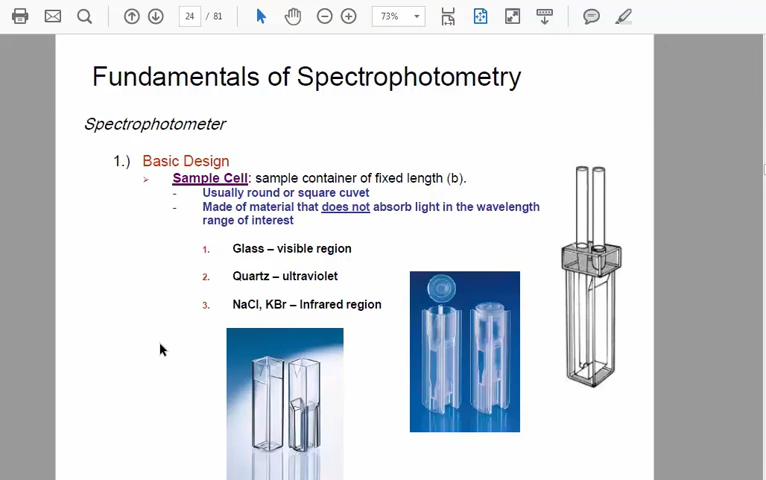 24 / 81
73%
Fundamentals of Spectrophotometry
Spectrophotometer
1.) Basic Design
➢ Sample Cell: sample container of fixed length (b).
- Usually round or square cuvet
- Made of material that does not absorb light in the wavelength
range of interest
1. Glass – visible region
2. Quartz – ultraviolet
3. NaCl, KBr – Infrared region